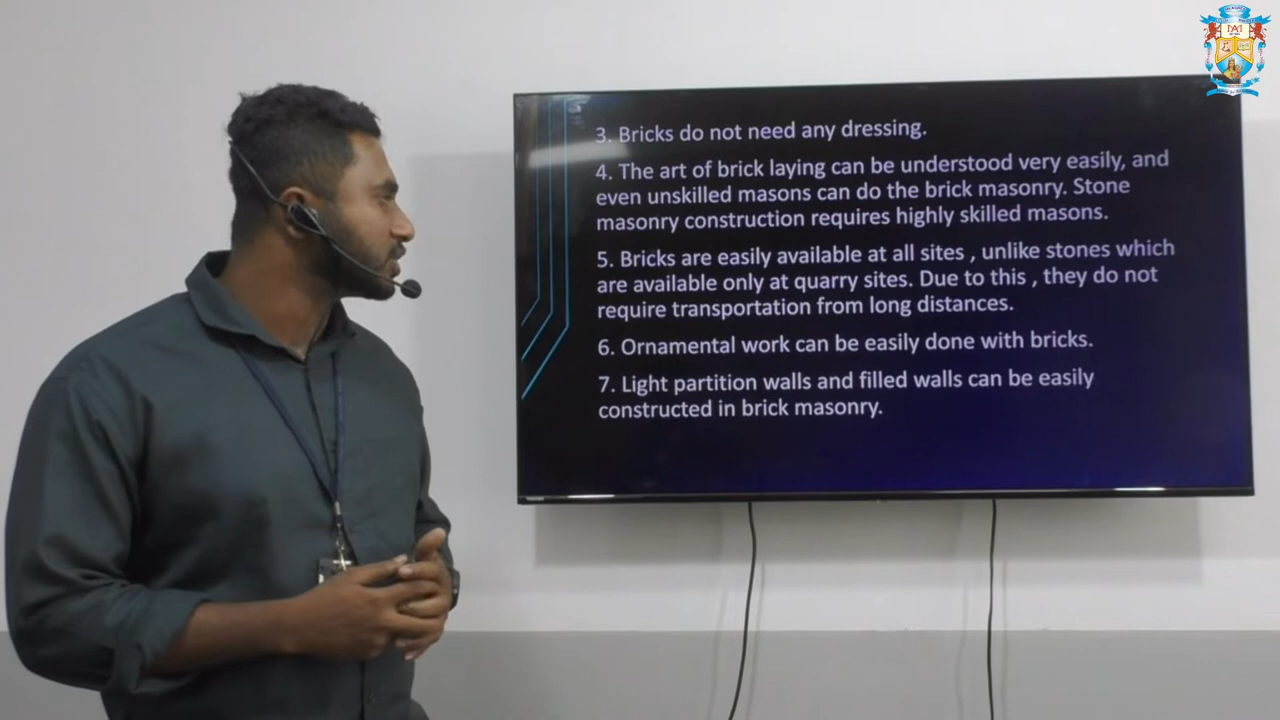 3. Bricks do not need any dressing.
4. The art of brick laying can be understood very easily, and
even unskilled masons can do the brick masonry. Stone
masonry construction requires highly skilled masons.
5. Bricks are easily available at all sites , unlike stones which
are available only at quarry sites. Due to this , they do not
require transportation from long distances.
6. Ornamental work can be easily done with bricks.
7. Light partition walls and filled walls can be easily
constructed in brick masonry.